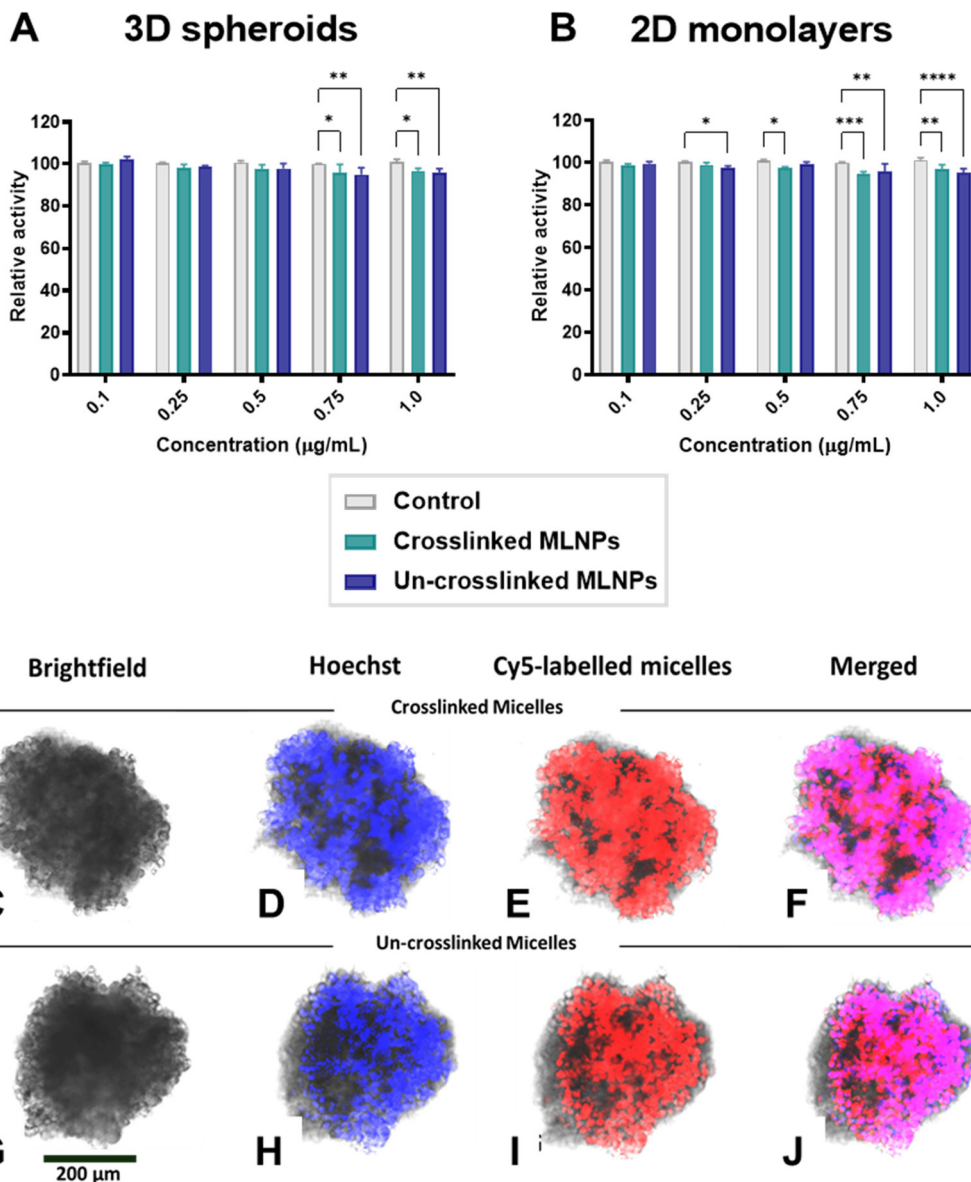 A 3D spheroids
** **
* *
120
100
80
60
40
20
0
Relative activity
0.1 0.25 0.5 0.75 1.0
Concentration (μg/mL)
B 2D monolayers
** ****
* * *** **
120
100
80
60
40
20
0
Relative activity
0.1 0.25 0.5 0.75 1.0
Concentration (μg/mL)
Control
Crosslinked MLNPs
Un-crosslinked MLNPs
Brightfield Hoechst Cy5-labelled micelles Merged
Crosslinked Micelles
C D E F
Un-crosslinked Micelles
G H I J
200 μm